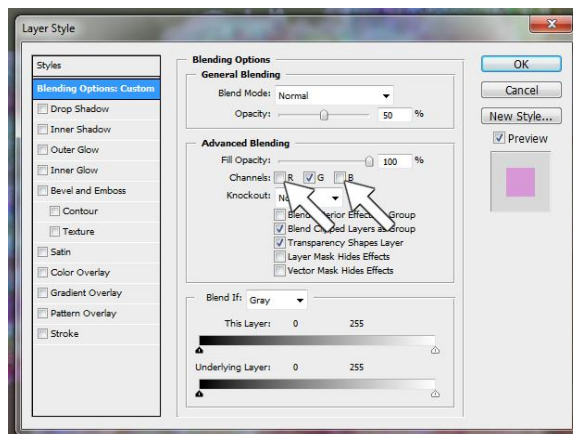 Layer Style
Styles
Blending Options: Custom
Drop Shadow
Inner Shadow
Outer Glow
Inner Glow
Bevel and Emboss
Contour
Texture
Satin
Color Overlay
Gradient Overlay
Pattern Overlay
Stroke
Blending Options
General Blending
Blend Mode: Normal
Opacity: 50 %
Advanced Blending
Fill Opacity: 100 %
Channels: R G B
Knockout:
Blend Clipped Layers as Group
Transparency Shapes Layer
Layer Mask Hides Effects
Vector Mask Hides Effects
Blend If: Gray
This Layer: 0 255
Underlying Layer: 0 255
OK
Cancel
New Style...
Preview